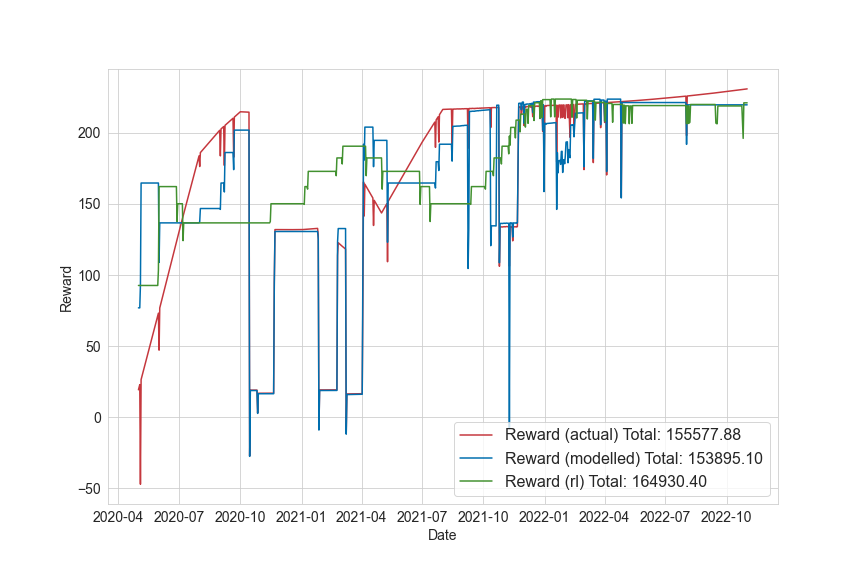 200
150
100
50
0
−50
Reward
2020-04 2020-07 2020-10 2021-01 2021-04 2021-07 2021-10 2022-01 2022-04 2022-07 2022-10
Date
Reward (actual) Total: 155577.88
Reward (modelled) Total: 153895.10
Reward (rl) Total: 164930.40